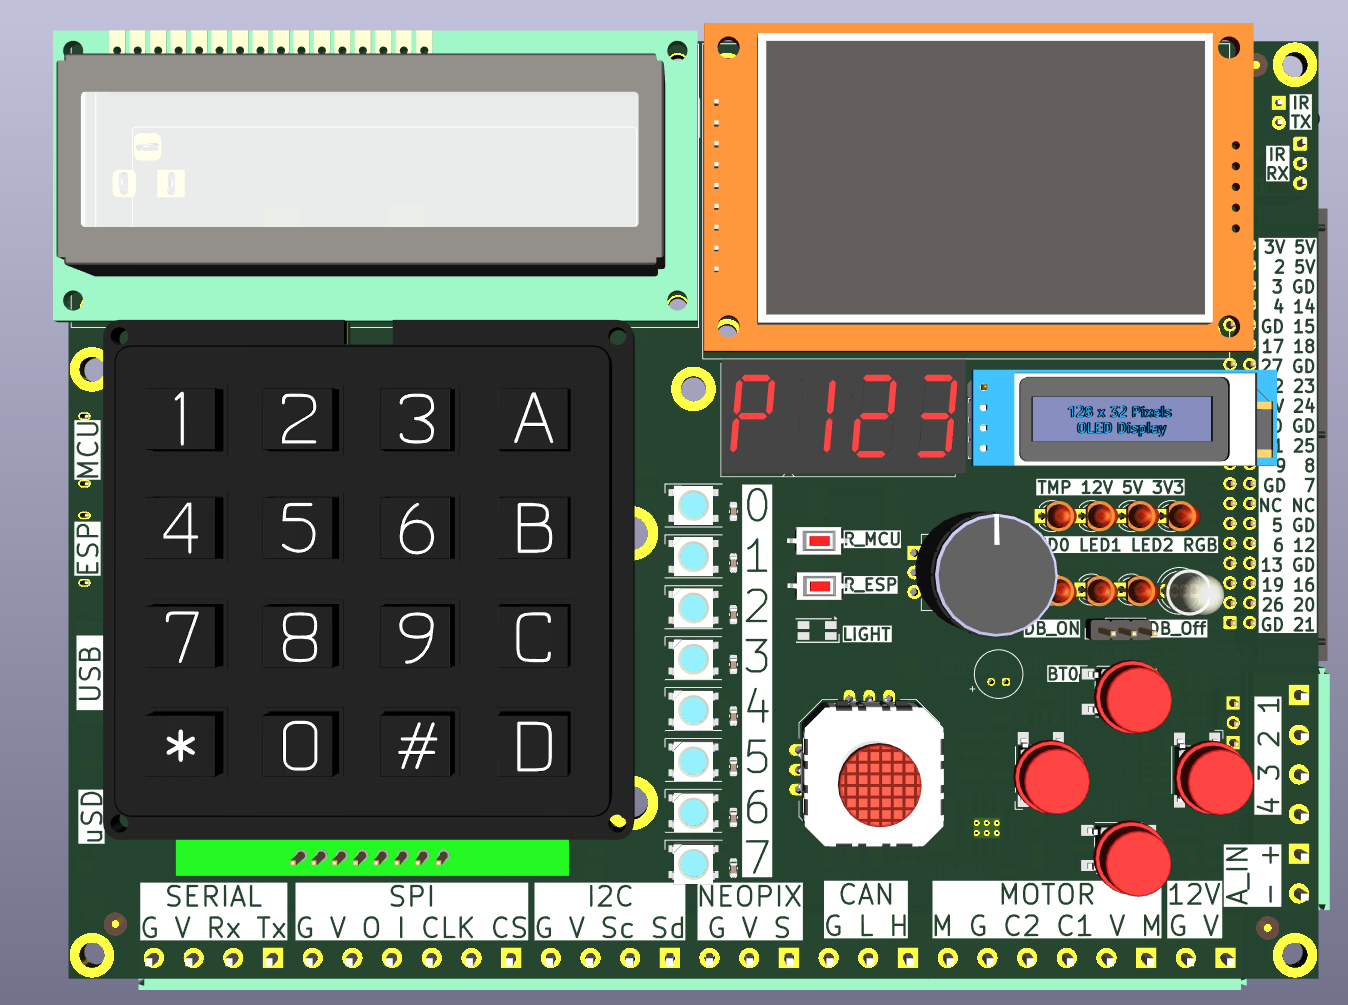 IR
TX
IR
RX
3V 5V
2 5V
3 GD
4 14
GD 15
17 18
27 GD
2 23
V 24
GD
1 25
9 8
GD 7
NC NC
5 GD
6 12
13 GD
19 16
26 20
GD 21
P 123
128 x 32 Pixels
OLED Display
1 2 3 A
4 5 6 B
7 8 9 C
* 0 # D
MCU
ESP
USB
uSD
0
1
2
3
4
5
6
7
R_MCU
R_ESP
LIGHT
TMP 12V 5V 3V3
D0 LED1 LED2 RGB
DB_ON
DB_Off
BT0
4 3 2 1
A_IN
- +
SERIAL
G V Rx Tx
SPI
G V O I CLK CS
I2C
G V Sc Sd
NEOPIX
G V S
CAN
G L H
MOTOR
M G C2 C1 V M
12V
G V